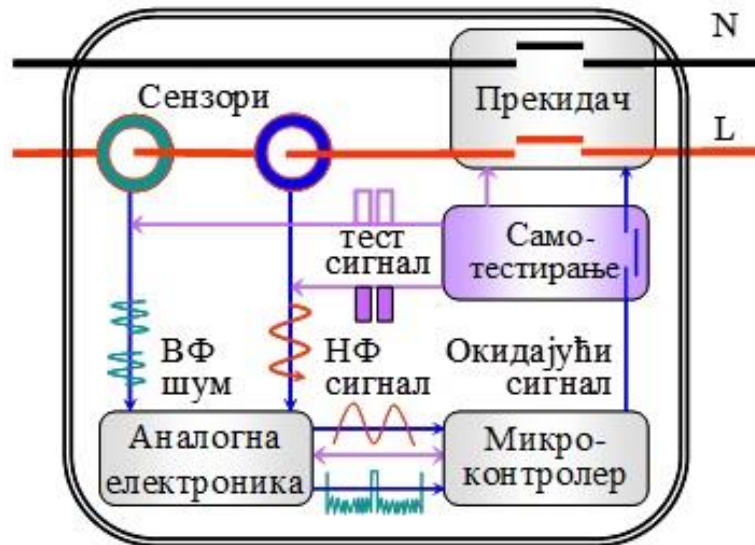 N
Сензори
Прекидач
L
тест
сигнал
Само-
тестирање
ВФ
шум
НФ
сигнал
Окидајући
сигнал
Аналогна
електроника
Микро-
контролер